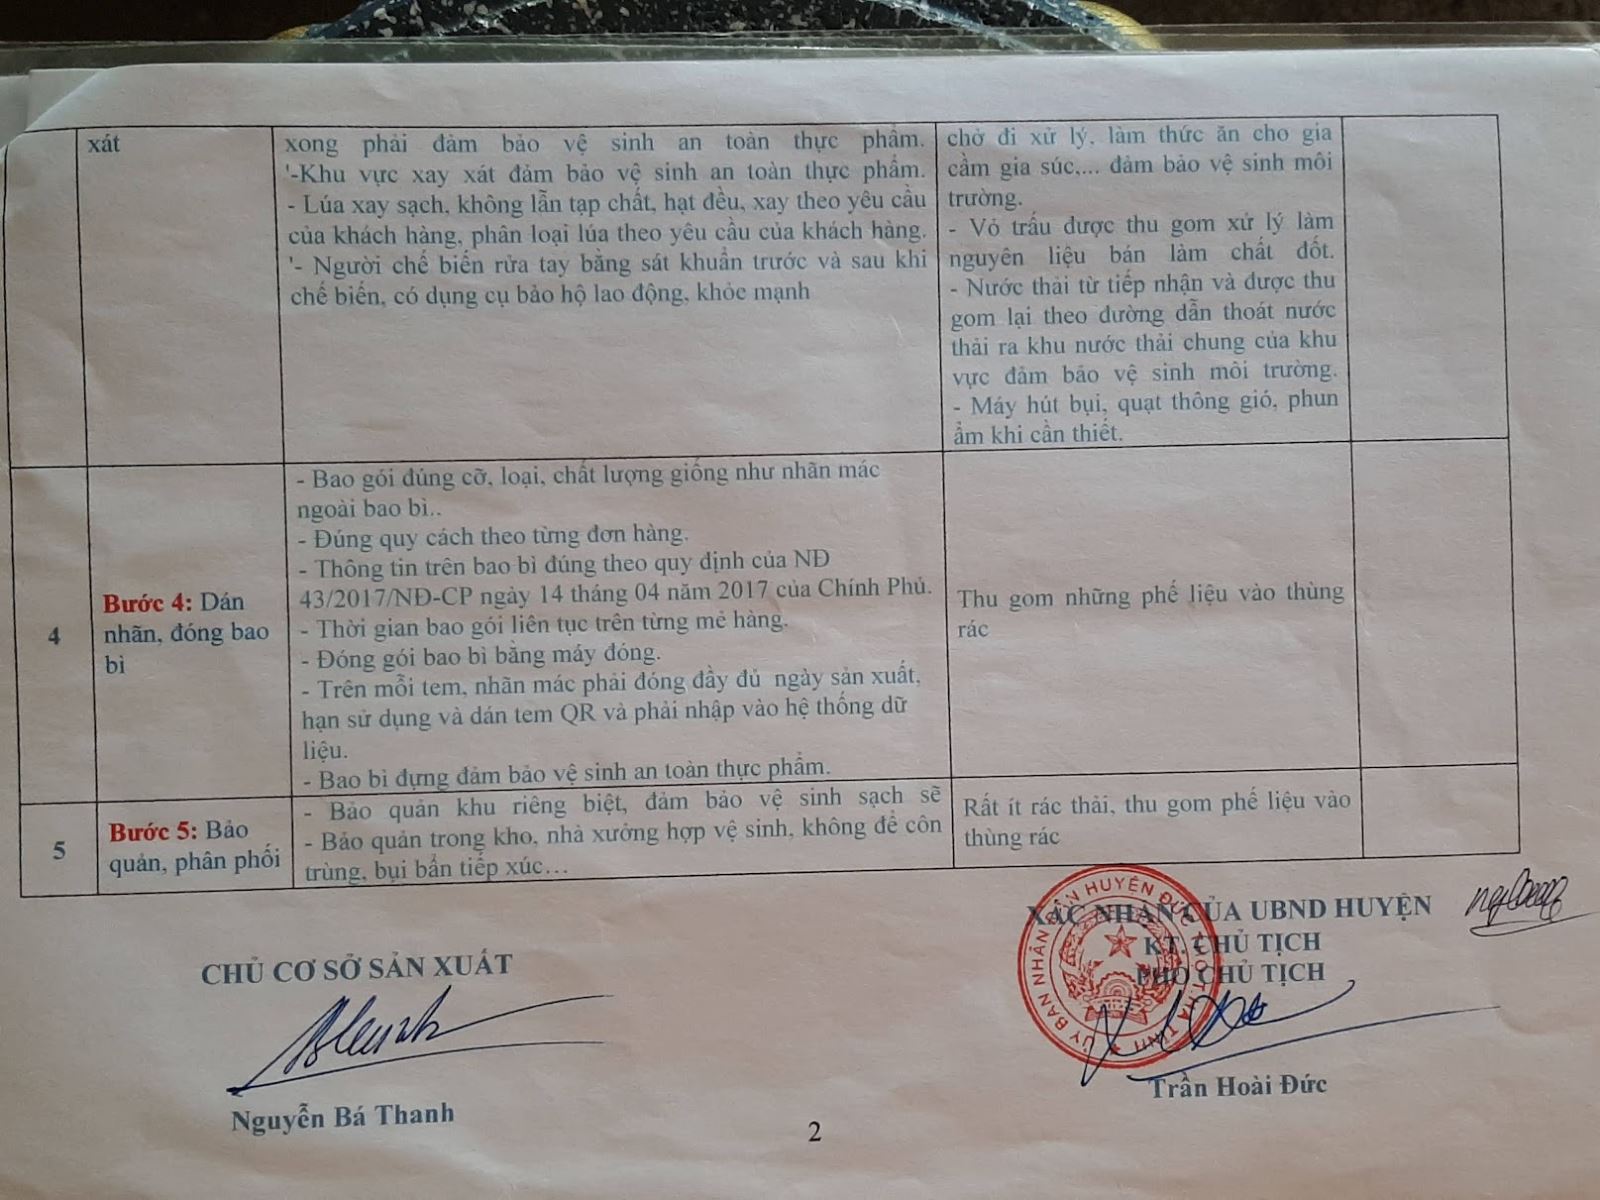 xát
xong phải đảm bảo vệ sinh an toàn thực phẩm.
'-Khu vực xay xát đảm bảo vệ sinh an toàn thực phẩm.
- Lúa xay sạch, không lẫn tạp chất, hạt đều, xay theo yêu cầu
của khách hàng, phân loại lúa theo yêu cầu của khách hàng.
'- Người chế biến rửa tay bằng sát khuẩn trước và sau khi
chế biến, có dụng cụ bảo hộ lao động, khỏe mạnh
chở đi xử lý, làm thức ăn cho gia
cầm gia súc,... đảm bảo vệ sinh môi
trường.
- Vỏ trấu được thu gom xử lý làm
nguyên liệu bán làm chất đốt.
- Nước thải từ tiếp nhận và được thu
gom lại theo đường dẫn thoát nước
thải ra khu nước thải chung của khu
vực đảm bảo vệ sinh môi trường.
- Máy hút bụi, quạt thông gió, phun
ẩm khi cần thiết.
4
Bước 4: Dán
nhãn, đóng bao
bì
- Bao gói đúng cỡ, loại, chất lượng giống như nhãn mác
ngoài bao bì..
- Đúng quy cách theo từng đơn hàng.
- Thông tin trên bao bì đúng theo quy định của NĐ
43/2017/NĐ-CP ngày 14 tháng 04 năm 2017 của Chính Phủ.
- Thời gian bao gói liên tục trên từng mẻ hàng.
- Đóng gói bao bì bằng máy đóng.
- Trên mỗi tem, nhãn mác phải đóng đầy đủ ngày sản xuất,
hạn sử dụng và dán tem QR và phải nhập vào hệ thống dữ
liệu.
- Bao bì đựng đảm bảo vệ sinh an toàn thực phẩm.
Thu gom những phế liệu vào thùng
rác
5
Bước 5: Bảo
quản, phân phối
- Bảo quản khu riêng biệt, đảm bảo vệ sinh sạch sẽ
- Bảo quản trong kho, nhà xưởng hợp vệ sinh, không để côn
trùng, bụi bẩn tiếp xúc…
Rất ít rác thải, thu gom phế liệu vào
thùng rác
CHỦ CƠ SỞ SẢN XUẤT
Nguyễn Bá Thanh
XÁC NHẬN CỦA UBND HUYỆN
KT. CHỦ TỊCH
PHÓ CHỦ TỊCH
ỦY BAN NHÂN DÂN HUYỆN ĐỨC THỌ T.HÀ TĨNH
Trần Hoài Đức
2